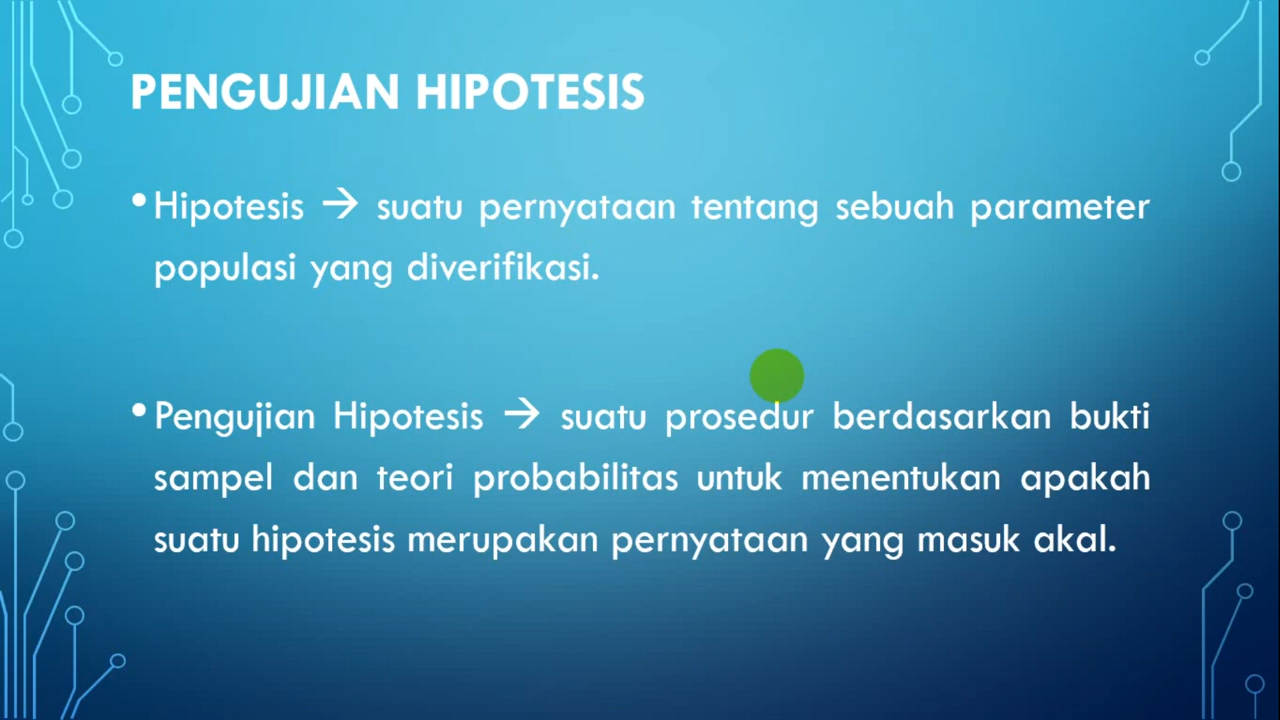 PENGUJIAN HIPOTESIS
•Hipotesis → suatu pernyataan tentang sebuah parameter
populasi yang diverifikasi.
•Pengujian Hipotesis → suatu prosedur berdasarkan bukti
sampel dan teori probabilitas untuk menentukan apakah
suatu hipotesis merupakan pernyataan yang masuk akal.